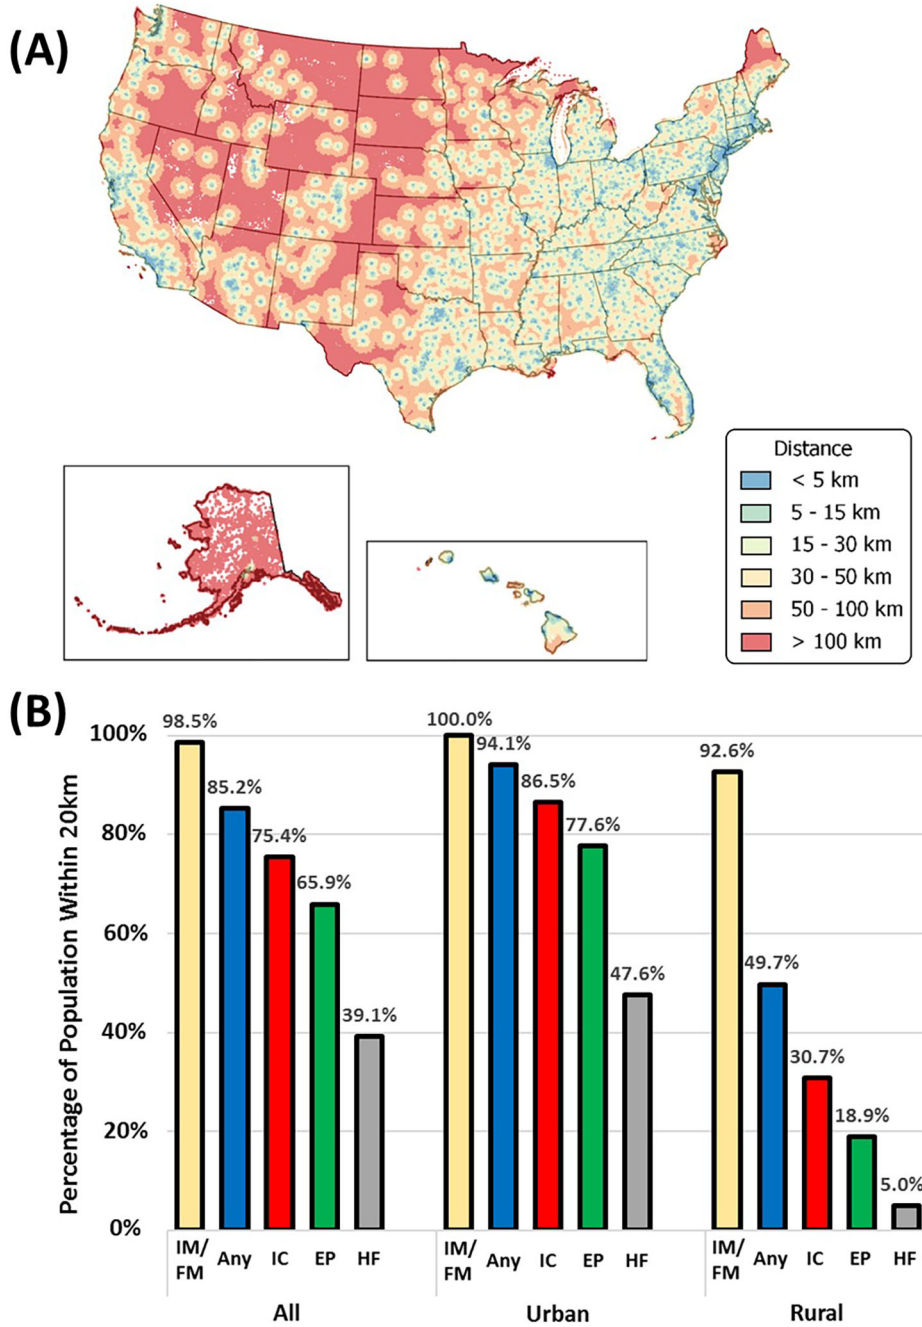 (A)
Distance
< 5 km
5 - 15 km
15 - 30 km
30 - 50 km
50 - 100 km
> 100 km
(B)
Percentage of Population Within 20km
100%
80%
60%
40%
20%
0%
98.5%
85.2%
75.4%
65.9%
39.1%
100.0%
94.1%
86.5%
77.6%
47.6%
92.6%
49.7%
30.7%
18.9%
5.0%
IM/
FM
Any
IC
EP
HF
IM/
FM
Any
IC
EP
HF
IM/
FM
Any
IC
EP
HF
All
Urban
Rural